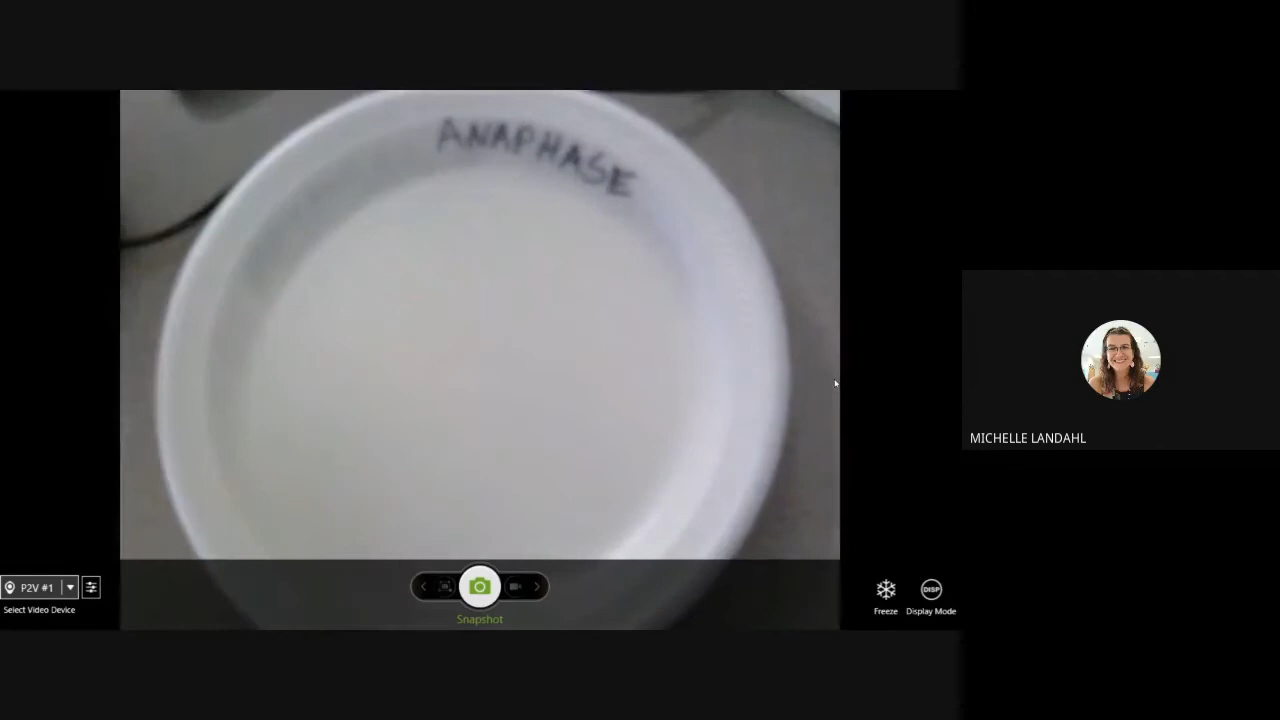 ANAPHASE
MICHELLE LANDAHL
P2V #1
Select Video Device
Snapshot
DISP
Freeze
Display Mode